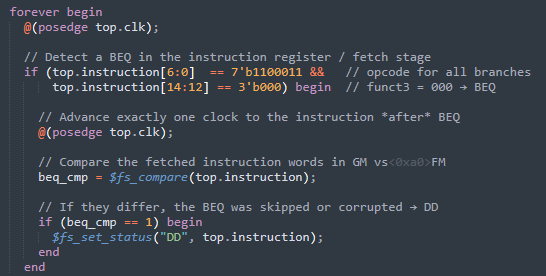 forever begin
@(posedge top.clk);
// Detect a BEQ in the instruction register / fetch stage
if (top.instruction[6:0] == 7'b1100011 && // opcode for all branches
top.instruction[14:12] == 3'b000) begin // funct3 = 000 → BEQ
// Advance exactly one clock to the instruction *after* BEQ
@(posedge top.clk);
// Compare the fetched instruction words in GM vs<0xa0>FM
beq_cmp = $fs_compare(top.instruction);
// If they differ, the BEQ was skipped or corrupted → DD
if (beq_cmp == 1) begin
$fs_set_status("DD", top.instruction);
end
end